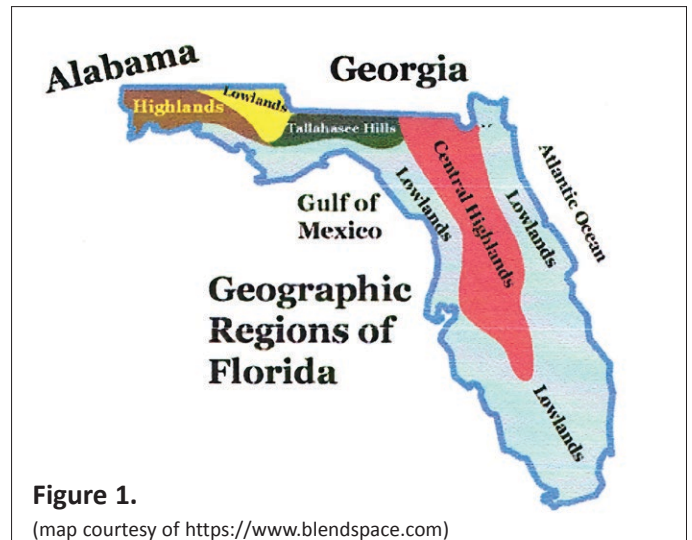 Alabama
Georgia
Highlands
Lowlands
Tallahasee Hills
Central Highlands
Lowlands
Lowlands
Atlantic Ocean
Gulf of
Mexico
Geographic
Regions of
Florida
Lowlands
Figure 1.
(map courtesy of https://www.blendspace.com)